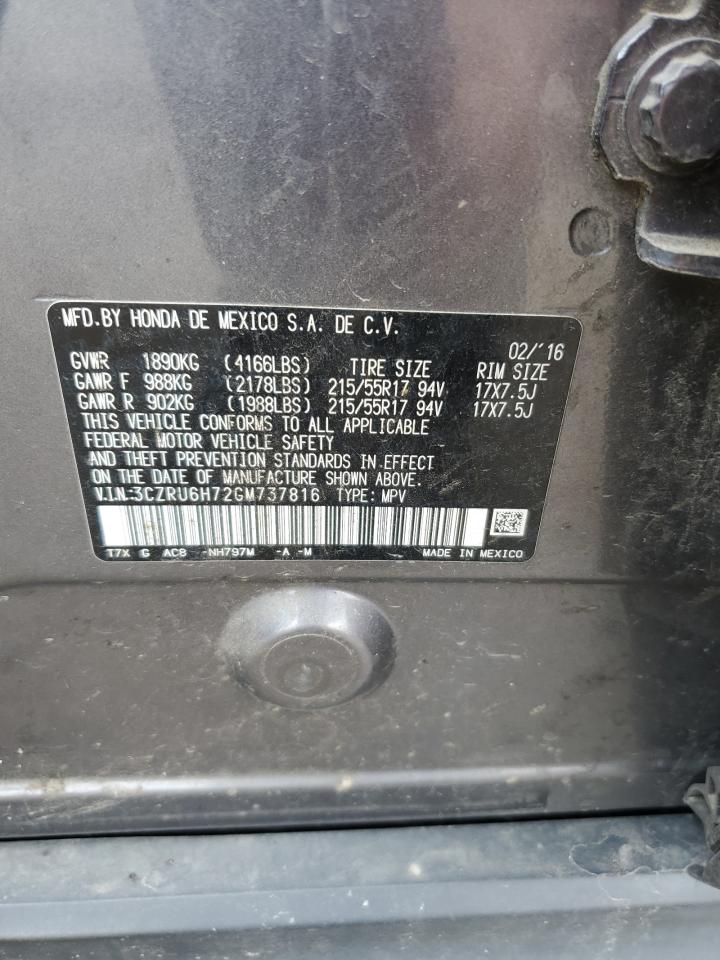 MFD.BY HONDA DE MEXICO S.A. DE C.V.
02/'16
GVWR 1890KG (4166LBS) TIRE SIZE RIM SIZE
GAWR F 988KG (2178LBS) 215/55R17 94V 17X7.5J
GAWR R 902KG (1988LBS) 215/55R17 94V 17X7.5J
THIS VEHICLE CONFORMS TO ALL APPLICABLE
FEDERAL MOTOR VEHICLE SAFETY
AND THEFT PREVENTION STANDARDS IN EFFECT
ON THE DATE OF MANUFACTURE SHOWN ABOVE.
V.I.N:3CZRU6H72GM737816 TYPE: MPV
T7X G AC8 -NH797M -A -M MADE IN MEXICO